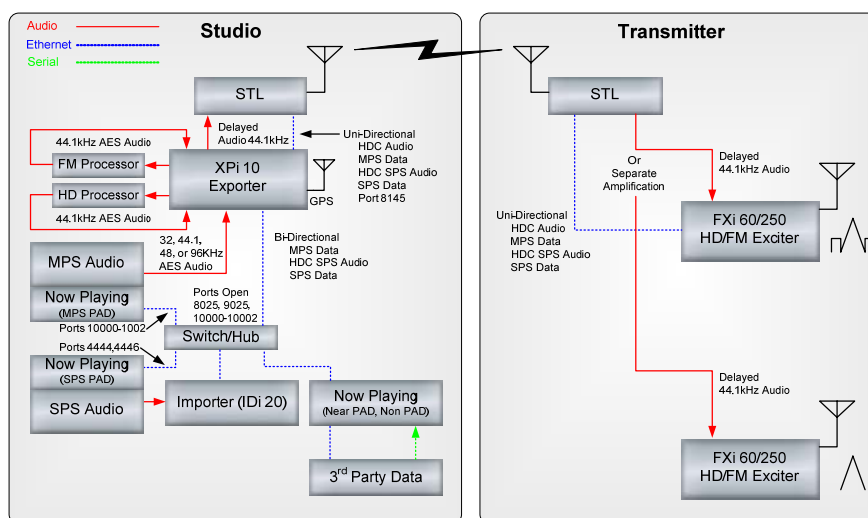 Audio
Ethernet
Serial
Studio
STL
Delayed
Audio 44.1kHz
Uni-Directional
HDC Audio
MPS Data
HDC SPS Audio
SPS Data
Port 8145
44.1kHz AES Audio
FM Processor
HD Processor
44.1kHz AES Audio
XPi 10
Exporter
GPS
32, 44.1,
48, or 96KHz
AES Audio
Bi-Directional
MPS Data
HDC SPS Audio
SPS Data
MPS Audio
Now Playing
(MPS PAD)
Ports 10000-1002
Ports Open
8025, 9025,
10000-10002
Switch/Hub
Ports 4444,4446
Now Playing
(SPS PAD)
SPS Audio
Importer (IDi 20)
Now Playing
(Near PAD, Non PAD)
3rd Party Data
Transmitter
STL
Or
Separate
Amplification
Delayed
44.1kHz Audio
Uni-Directional
HDC Audio
MPS Data
HDC SPS Audio
SPS Data
FXi 60/250
HD/FM Exciter
Delayed
44.1kHz Audio
FXi 60/250
HD/FM Exciter